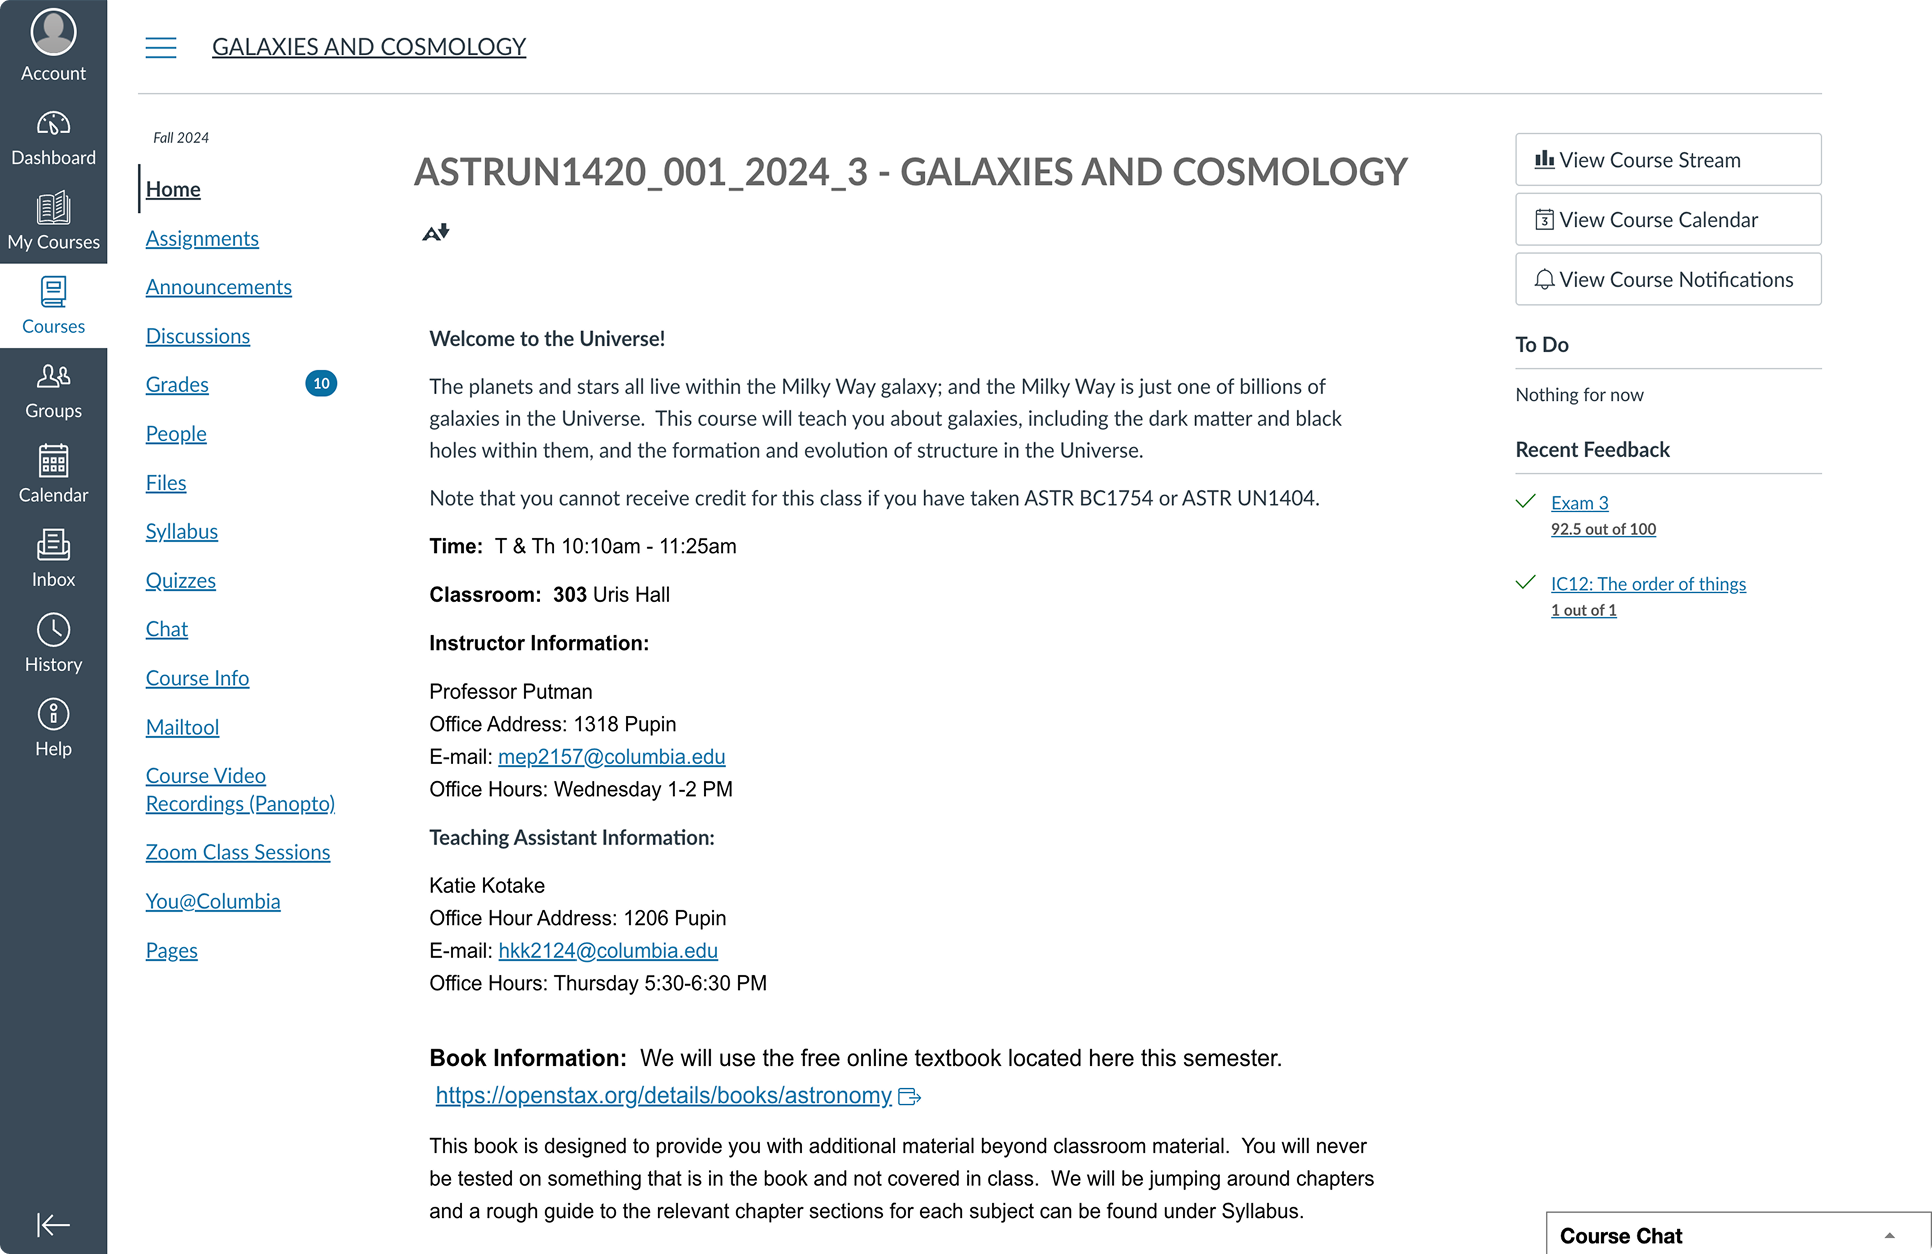 Account
Dashboard
My Courses
Courses
Groups
Calendar
Inbox
History
Help
GALAXIES AND COSMOLOGY
Fall 2024
Home
Assignments
Announcements
Discussions
Grades 10
People
Files
Syllabus
Quizzes
Chat
Course Info
Mailtool
Course Video
Recordings (Panopto)
Zoom Class Sessions
You@Columbia
Pages
ASTRUN1420_001_2024_3 - GALAXIES AND COSMOLOGY
Welcome to the Universe!
The planets and stars all live within the Milky Way galaxy; and the Milky Way is just one of billions of
galaxies in the Universe.  This course will teach you about galaxies, including the dark matter and black
holes within them, and the formation and evolution of structure in the Universe.
Note that you cannot receive credit for this class if you have taken ASTR BC1754 or ASTR UN1404.
Time:  T & Th 10:10am - 11:25am
Classroom:  303 Uris Hall
Instructor Information:
Professor Putman
Office Address: 1318 Pupin
E-mail: mep2157@columbia.edu
Office Hours: Wednesday 1-2 PM
Teaching Assistant Information:
Katie Kotake
Office Hour Address: 1206 Pupin
E-mail: hkk2124@columbia.edu
Office Hours: Thursday 5:30-6:30 PM
Book Information:  We will use the free online textbook located here this semester.
https://openstax.org/details/books/astronomy
This book is designed to provide you with additional material beyond classroom material.  You will never
be tested on something that is in the book and not covered in class.  We will be jumping around chapters
and a rough guide to the relevant chapter sections for each subject can be found under Syllabus.
View Course Stream
3 View Course Calendar
View Course Notifications
To Do
Nothing for now
Recent Feedback
Exam 3
92.5 out of 100
IC12: The order of things
1 out of 1
Course Chat